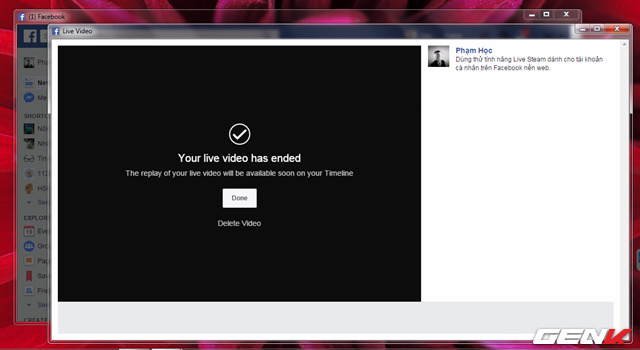 (1) Facebook
Live Video
Your live video has ended
The replay of your live video will be available soon on your Timeline
Done
Delete Video
Phạm Học
Dùng thử tính năng Live Steam dành cho tài khoản
cá nhân trên Facebook nền web.
SHORTC
EXPLOR
GENK